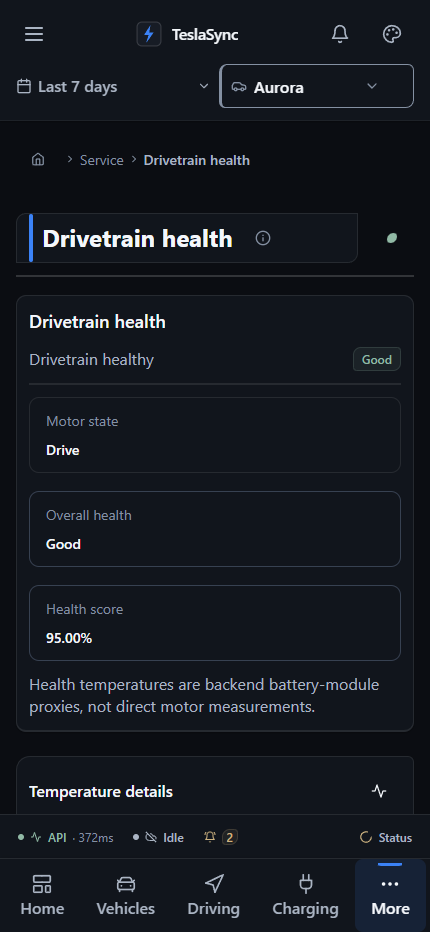 TeslaSync
Last 7 days
Aurora
Service
Drivetrain health
Drivetrain health
Drivetrain health
Drivetrain healthy
Good
Motor state
Drive
Overall health
Good
Health score
95.00%
Health temperatures are backend battery-module
proxies, not direct motor measurements.
Temperature details
API · 372ms
Idle
2
Status
Home
Vehicles
Driving
Charging
More